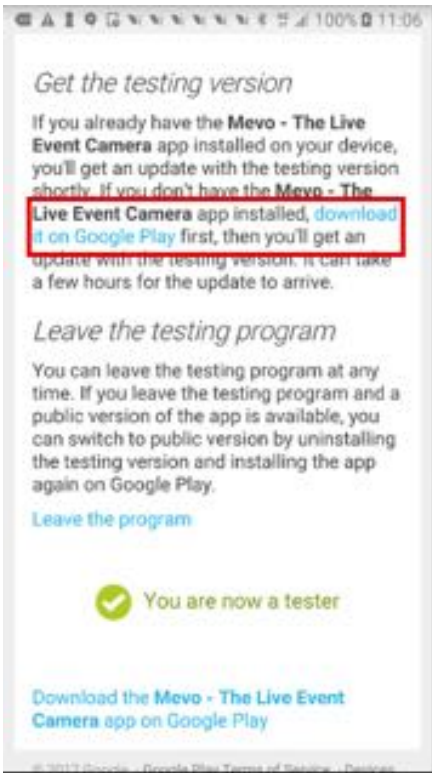 100% 11:06
Get the testing version
If you already have the Mevo - The Live
Event Camera app installed on your device,
you'll get an update with the testing version
shortly. If you don't have the Mevo - The
Live Event Camera app installed, download
it on Google Play first, then you'll get an
update with the testing version. It can take
a few hours for the update to arrive.
Leave the testing program
You can leave the testing program at any
time. If you leave the testing program and a
public version of the app is available, you
can switch to public version by uninstalling
the testing version and installing the app
again on Google Play.
Leave the program
You are now a tester
Download the Mevo - The Live Event
Camera app on Google Play
© 2017 Google - Google Play Terms of Service - Devices